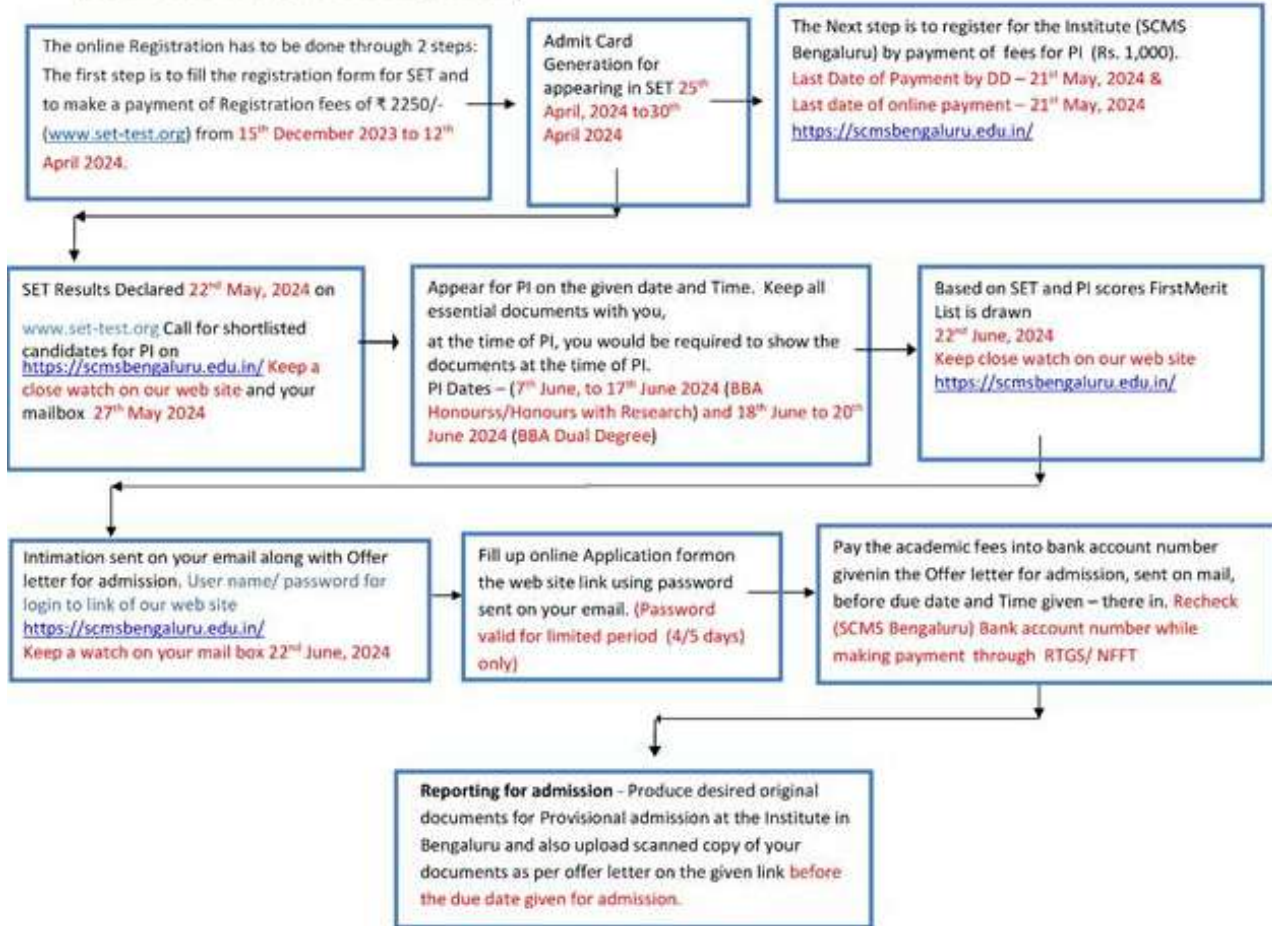 The online Registration has to be done through 2 steps:
The first step is to fill the registration form for SET and
to make a payment of Registration fees of ₹ 2250/-
(www.set-test.org) from 15th December 2023 to 12th
April 2024.
Admit Card
Generation for
appearing in SET 25th
April, 2024 to30th
April 2024
The Next step is to register for the Institute (SCMS
Bengaluru) by payment of fees for PI (Rs. 1,000).
Last Date of Payment by DD – 21st May, 2024 &
Last date of online payment – 21st May, 2024
https://scmsbengaluru.edu.in/
SET Results Declared 22nd May, 2024 on
www.set-test.org Call for shortlisted
candidates for PI on
https://scmsbengaluru.edu.in/ Keep a
close watch on our web site and your
mailbox 27th May 2024
Appear for PI on the given date and Time. Keep all
essential documents with you,
at the time of PI, you would be required to show the
documents at the time of PI.
PI Dates – (7th June, to 17th June 2024 (BBA
Honourss/Honours with Research) and 18th June to 20th
June 2024 (BBA Dual Degree)
Based on SET and PI scores FirstMerit
List is drawn
22nd June, 2024
Keep close watch on our web site
https://scmsbengaluru.edu.in/
Intimation sent on your email along with Offer
letter for admission. User name/ password for
login to link of our web site
https://scmsbengaluru.edu.in/
Keep a watch on your mail box 22nd June, 2024
Fill up online Application formon
the web site link using password
sent on your email. (Password
valid for limited period (4/5 days)
only)
Pay the academic fees into bank account number
givenin the Offer letter for admission, sent on mail,
before due date and Time given – there in. Recheck
(SCMS Bengaluru) Bank account number while
making payment through RTGS/ NFFT
Reporting for admission - Produce desired original
documents for Provisional admission at the Institute in
Bengaluru and also upload scanned copy of your
documents as per offer letter on the given link before
the due date given for admission.